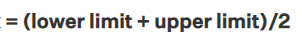 = (lower limit + upper limit)/2